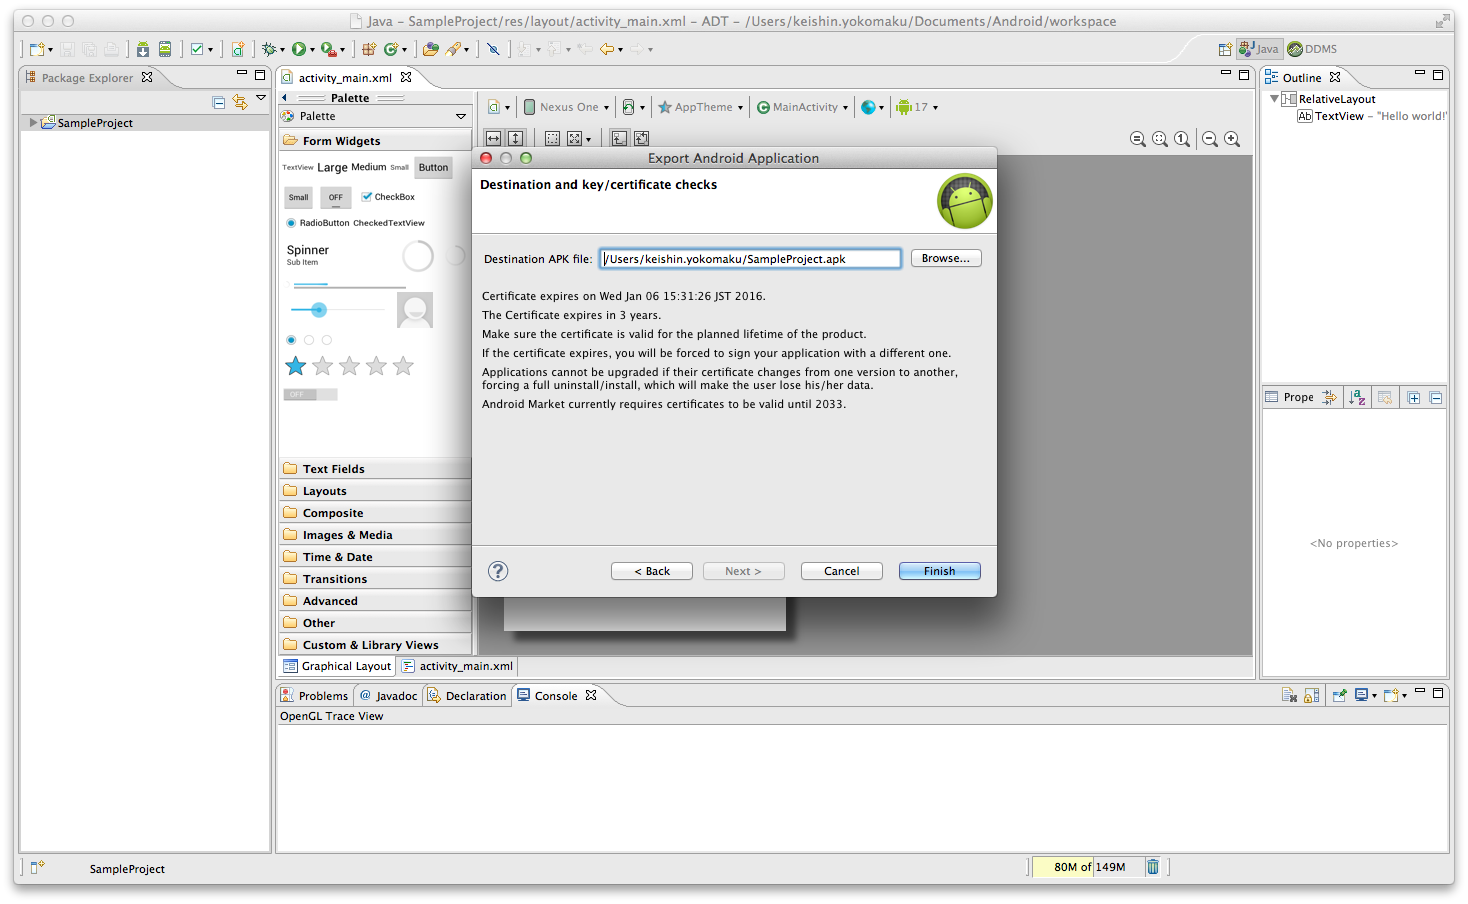 Java – SampleProject/res/layout/activity_main.xml – ADT – /Users/keishin.yokomaku/Documents/Android/workspace
Java
DDMS
Package Explorer
SampleProject
activity_main.xml
Palette
Palette
Form Widgets
TextView Large Medium Small Button
Small OFF CheckBox
RadioButton CheckedTextView
Spinner
Sub Item
OFF
Text Fields
Layouts
Composite
Images & Media
Time & Date
Transitions
Advanced
Other
Custom & Library Views
Graphical Layout
activity_main.xml
Nexus One
AppTheme
MainActivity
17
Export Android Application
Destination and key/certificate checks
Destination APK file: /Users/keishin.yokomaku/SampleProject.apk Browse...
Certificate expires on Wed Jan 06 15:31:26 JST 2016.
The Certificate expires in 3 years.
Make sure the certificate is valid for the planned lifetime of the product.
If the certificate expires, you will be forced to sign your application with a different one.
Applications cannot be upgraded if their certificate changes from one version to another,
forcing a full uninstall/install, which will make the user lose his/her data.
Android Market currently requires certificates to be valid until 2033.
? < Back Next > Cancel Finish
Outline
RelativeLayout
Ab TextView – "Hello world!"
Prope
<No properties>
Problems @ Javadoc Declaration Console
OpenGL Trace View
SampleProject
80M of 149M